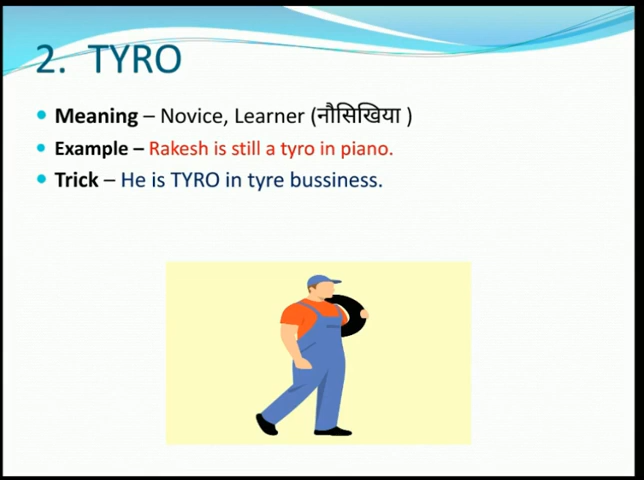 2. TYRO
• Meaning – Novice, Learner (नौसिखिया )
• Example – Rakesh is still a tyro in piano.
• Trick – He is TYRO in tyre bussiness.